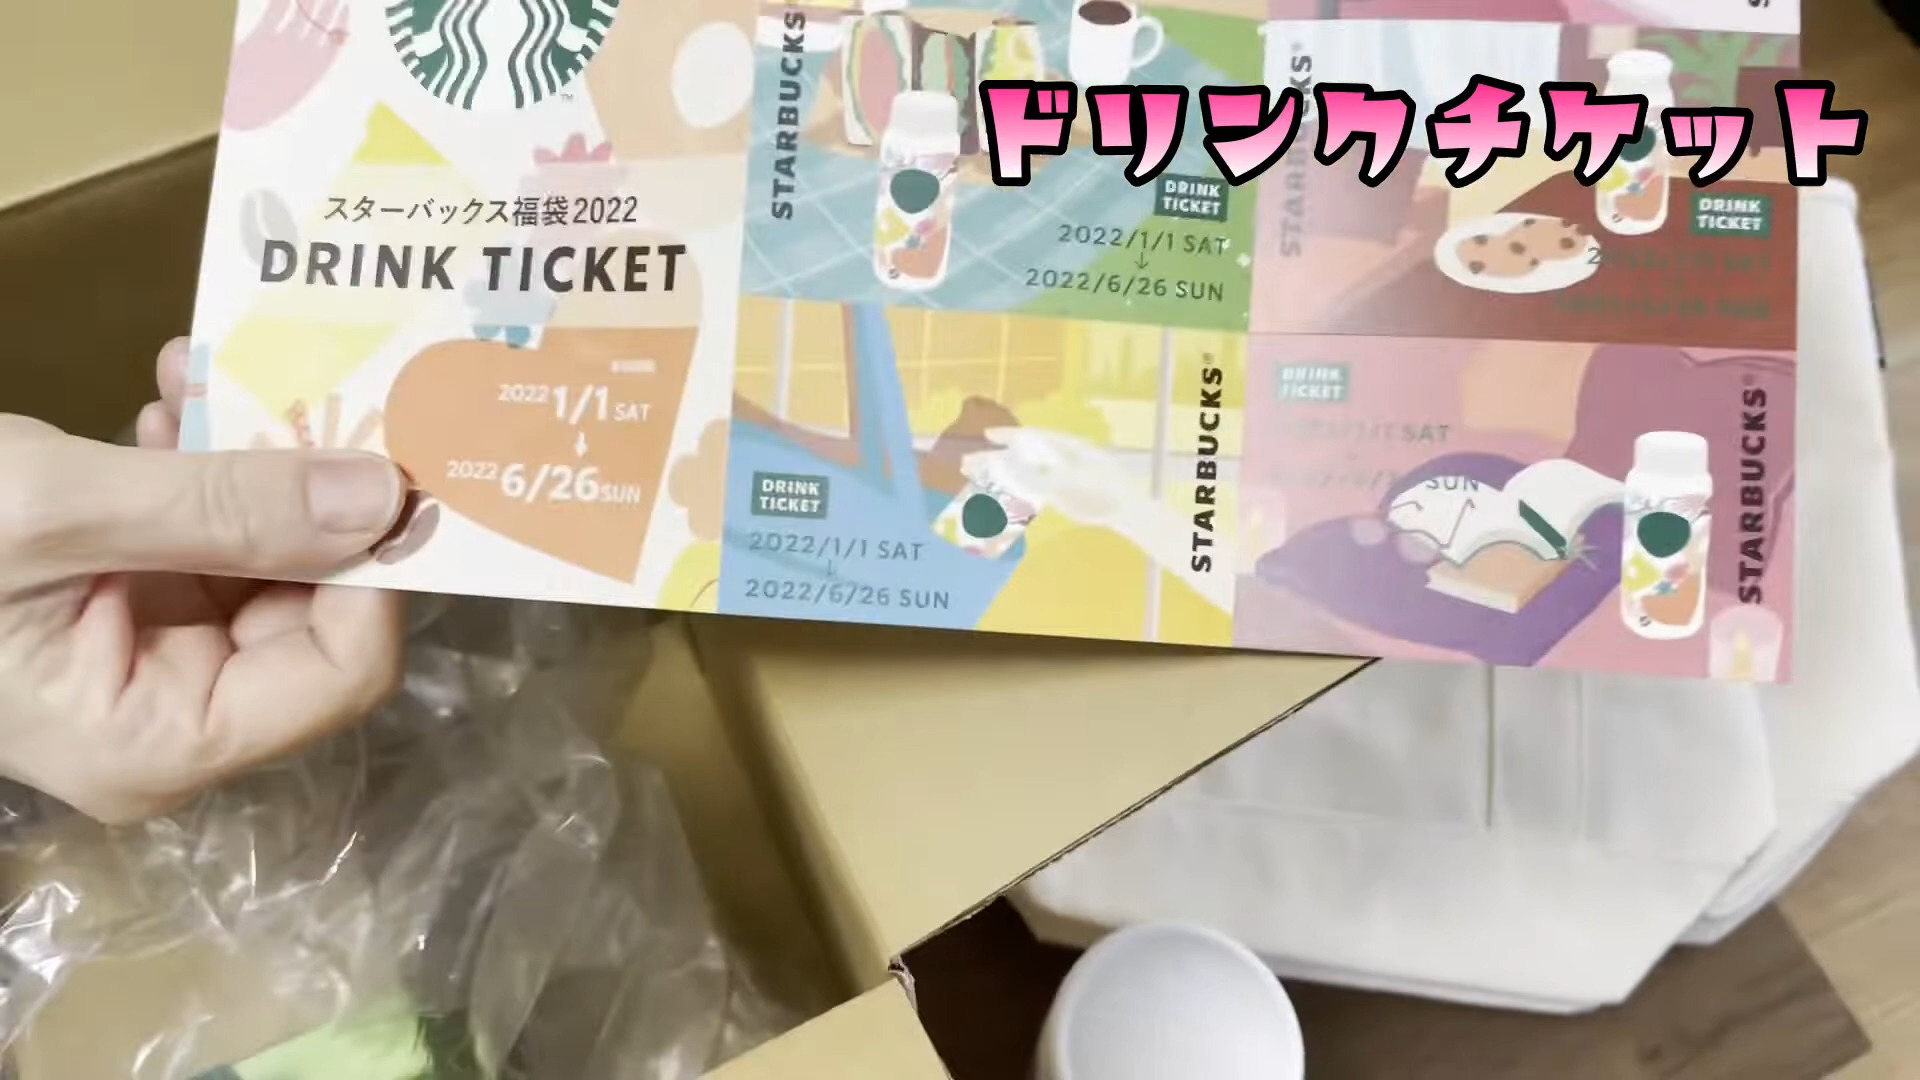 ドリンクチケット
スターバックス福袋2022
DRINK TICKET
2022 1/1 SAT
↓
2022 6/26 SUN
STARBUCKS
DRINK
TICKET
2022/1/1 SAT
↓
2022/6/26 SUN
STARBUCKS
DRINK
TICKET
DRINK
TICKET
2022/1/1 SAT
↓
2022/6/26 SUN
STARBUCKS®
DRINK
TICKET
SAT
SUN
STARBUCKS®
TM